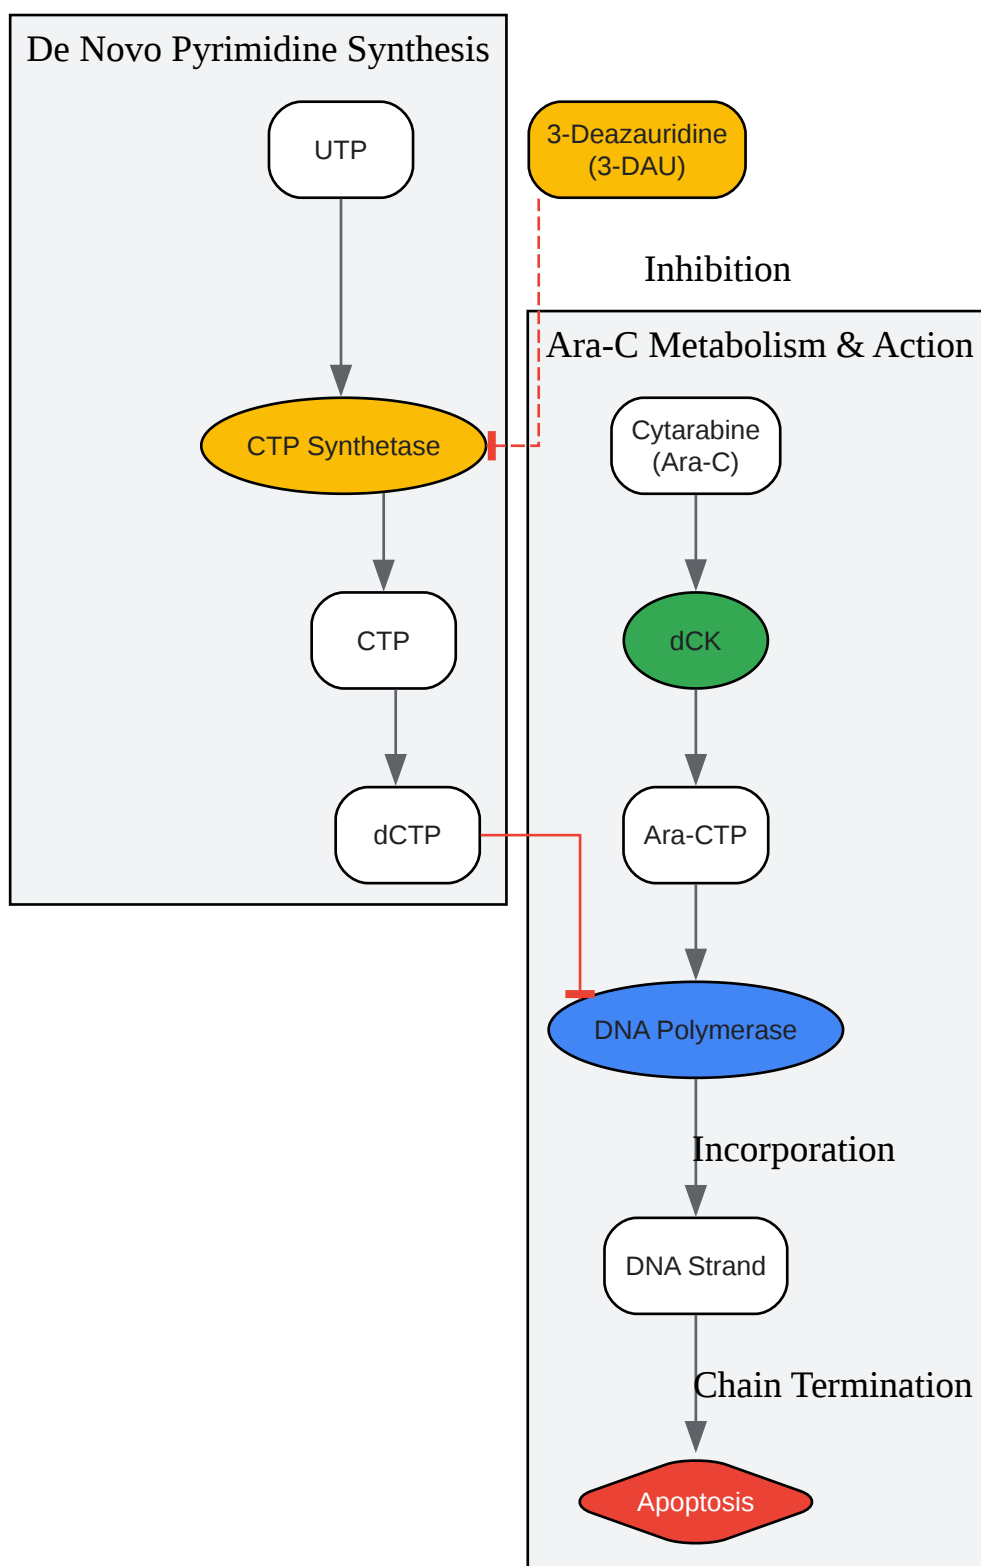 De Novo Pyrimidine Synthesis
UTP
3-Deazauridine
(3-DAU)
Inhibition
Ara-C Metabolism & Action
CTP Synthetase
Cytarabine
(Ara-C)
CTP
dCK
dCTP
Ara-CTP
DNA Polymerase
Incorporation
DNA Strand
Chain Termination
Apoptosis